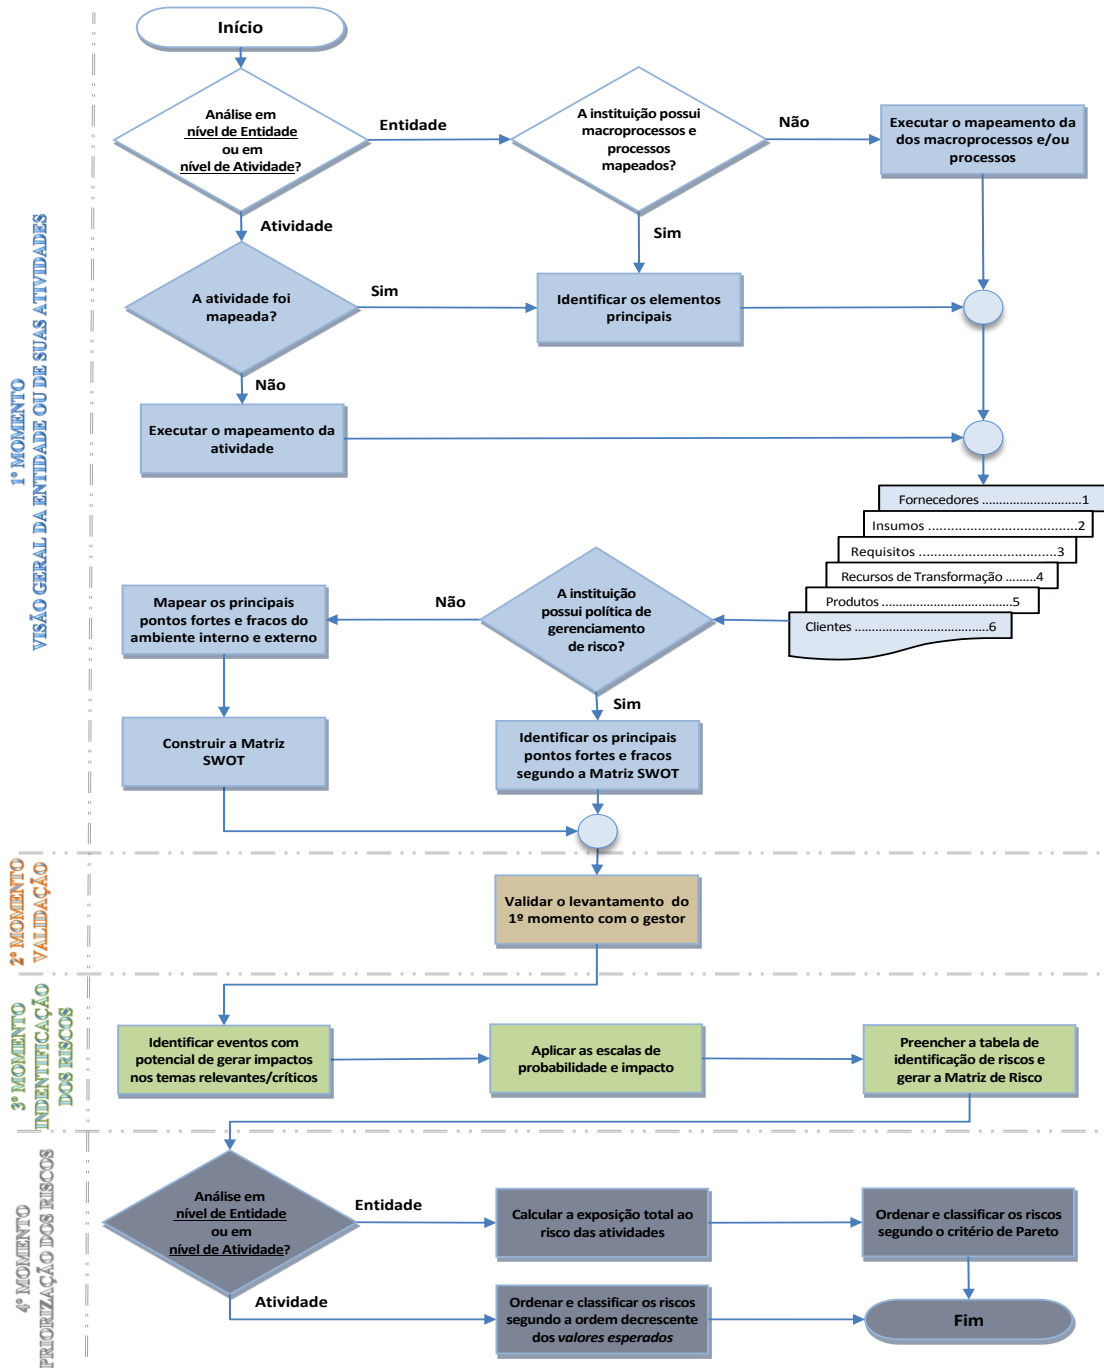 Início
1º MOMENTO
VISÃO GERAL DA ENTIDADE OU DE SUAS ATIVIDADES
Análise em
nível de Entidade
ou em
nível de Atividade?
Entidade
A instituição possui
macroprocessos e
processos
mapeados?
Não
Executar o mapeamento da
dos macroprocessos e/ou
processos
Atividade
Sim
A atividade foi
mapeada?
Sim
Identificar os elementos
principais
Não
Executar o mapeamento da
atividade
Fornecedores ..............................1
Insumos ......................................2
Requisitos ...................................3
Recursos de Transformação .........4
Produtos .................................5
Clientes ......................................6
A instituição
possui política de
gerenciamento
de risco?
Não
Mapear os principais
pontos fortes e fracos do
ambiente interno e externo
Sim
Construir a Matriz
SWOT
Identificar os principais
pontos fortes e fracos
segundo a Matriz SWOT
2º MOMENTO
VALIDAÇÃO
Validar o levantamento do
1º momento com o gestor
3º MOMENTO
INDENTIFICAÇÃO
DOS RISCOS
Identificar eventos com
potencial de gerar impactos
nos temas relevantes/críticos
Aplicar as escalas de
probabilidade e impacto
Preencher a tabela de
identificação de riscos e
gerar a Matriz de Risco
4º MOMENTO
PRIORIZAÇÃO DOS RISCOS
Análise em
nível de Entidade
ou em
nível de Atividade?
Entidade
Calcular a exposição total ao
risco das atividades
Ordenar e classificar os riscos
segundo o critério de Pareto
Atividade
Ordenar e classificar os riscos
segundo a ordem decrescente
dos valores esperados
Fim